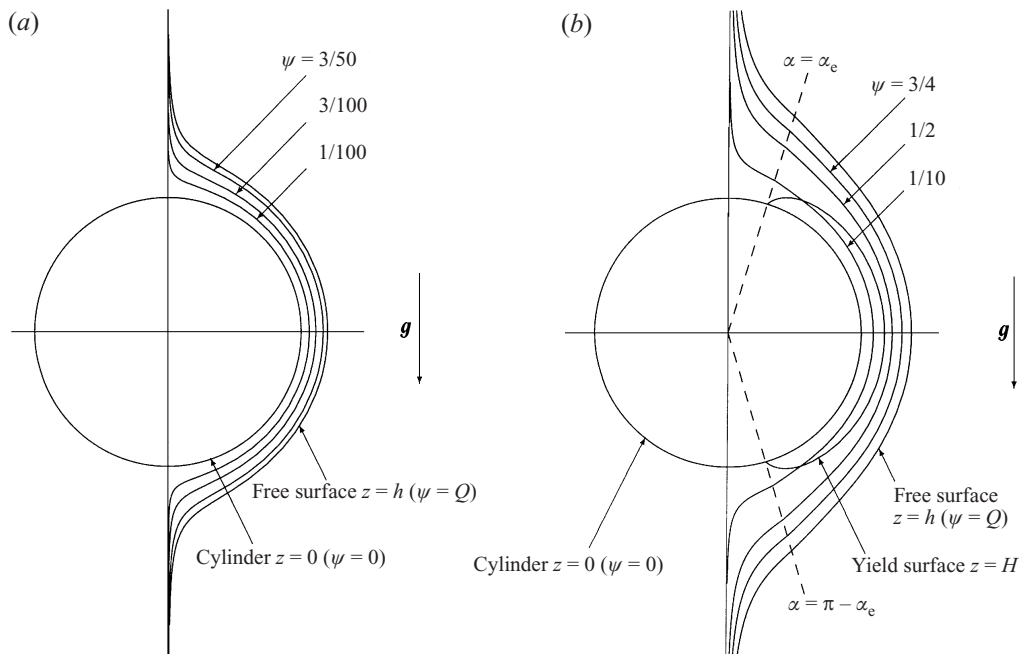 (a)
ψ = 3/50
3/100
1/100
g
Free surface z = h (ψ = Q)
Cylinder z = 0 (ψ = 0)
(b)
α = αe
ψ = 3/4
1/2
1/10
g
Free surface
z = h (ψ = Q)
Cylinder z = 0 (ψ = 0)
Yield surface z = H
α = π – αe